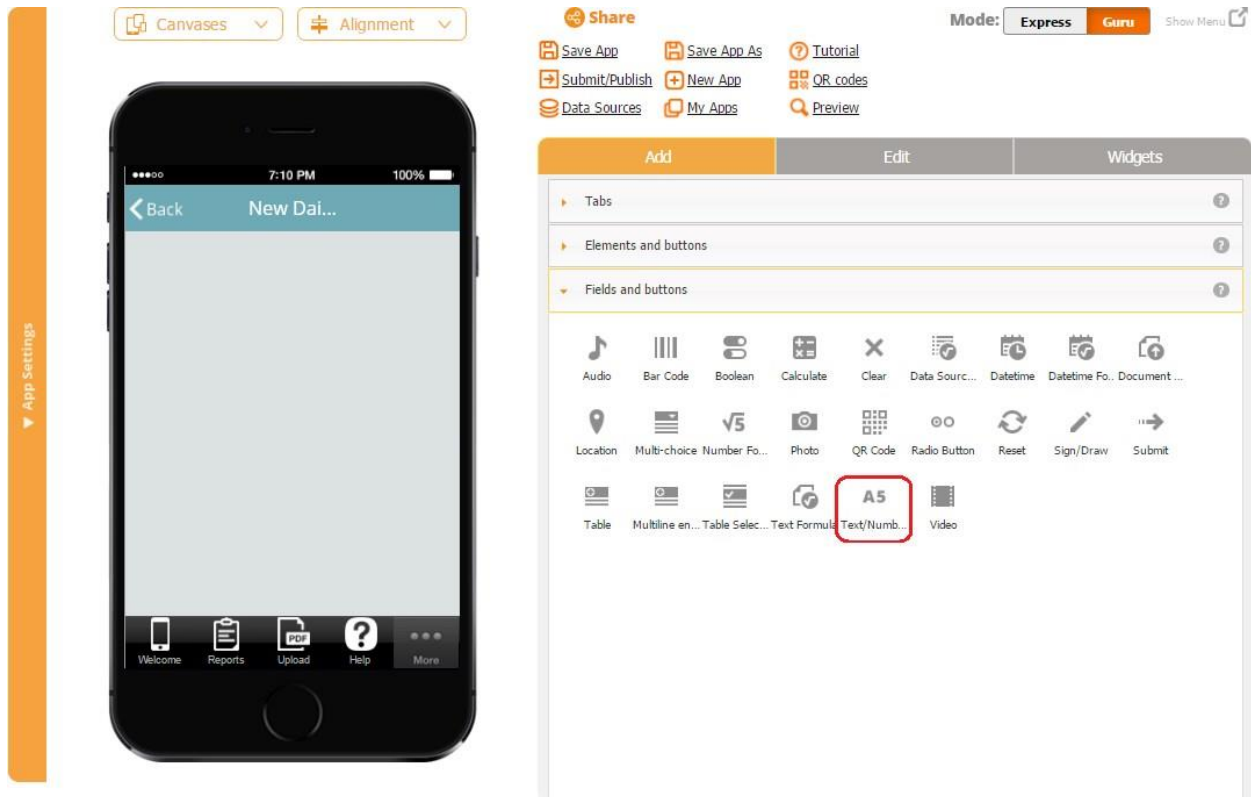 Canvases
Alignment
Share
Mode: Express Guru Show Menu
Save App Save App As Tutorial
Submit/Publish New App QR codes
Data Sources My Apps Preview
Add Edit Widgets
Tabs ?
Elements and buttons ?
Fields and buttons ?
Audio Bar Code Boolean Calculate Clear Data Sourc... Datetime Datetime Fo.. Document ...
√5
Location Multi-choice Number Fo... Photo QR Code Radio Button Reset Sign/Draw Submit
A5
Table Multiline en... Table Selec... Text Formula Text/Numb... Video
App Settings
7:10 PM 100%
Back New Dai...
PDF ?
Welcome Reports Upload Help More